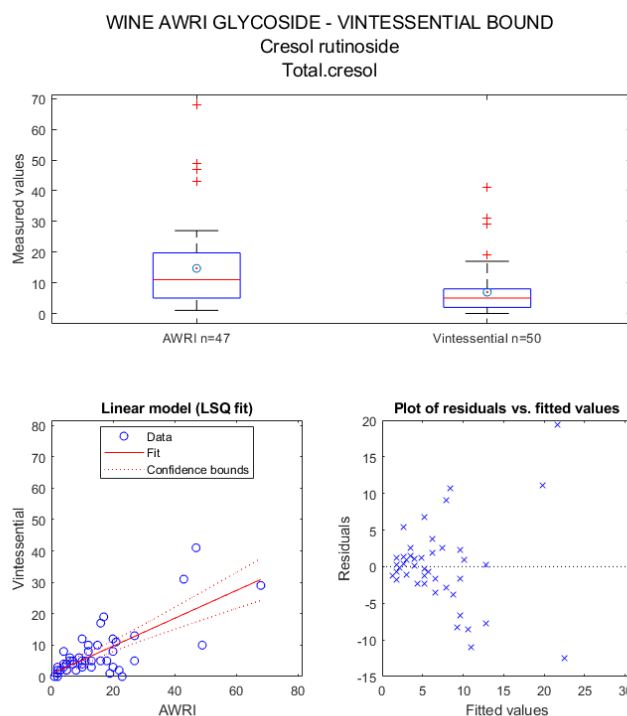 WINE AWRI GLYCOSIDE - VINTESSENTIAL BOUND
Cresol rutinoside
Total.cresol
70
60
50
40
30
20
10
0
Measured values
AWRI n=47
Vintessential n=50
Linear model (LSQ fit)
80
70
60
50
40
30
20
10
0
Vintessential
Data
Fit
Confidence bounds
0
20
40
60
80
AWRI
Plot of residuals vs. fitted values
20
15
10
5
0
-5
-10
-15
Residuals
0
5
10
15
20
25
30
Fitted values